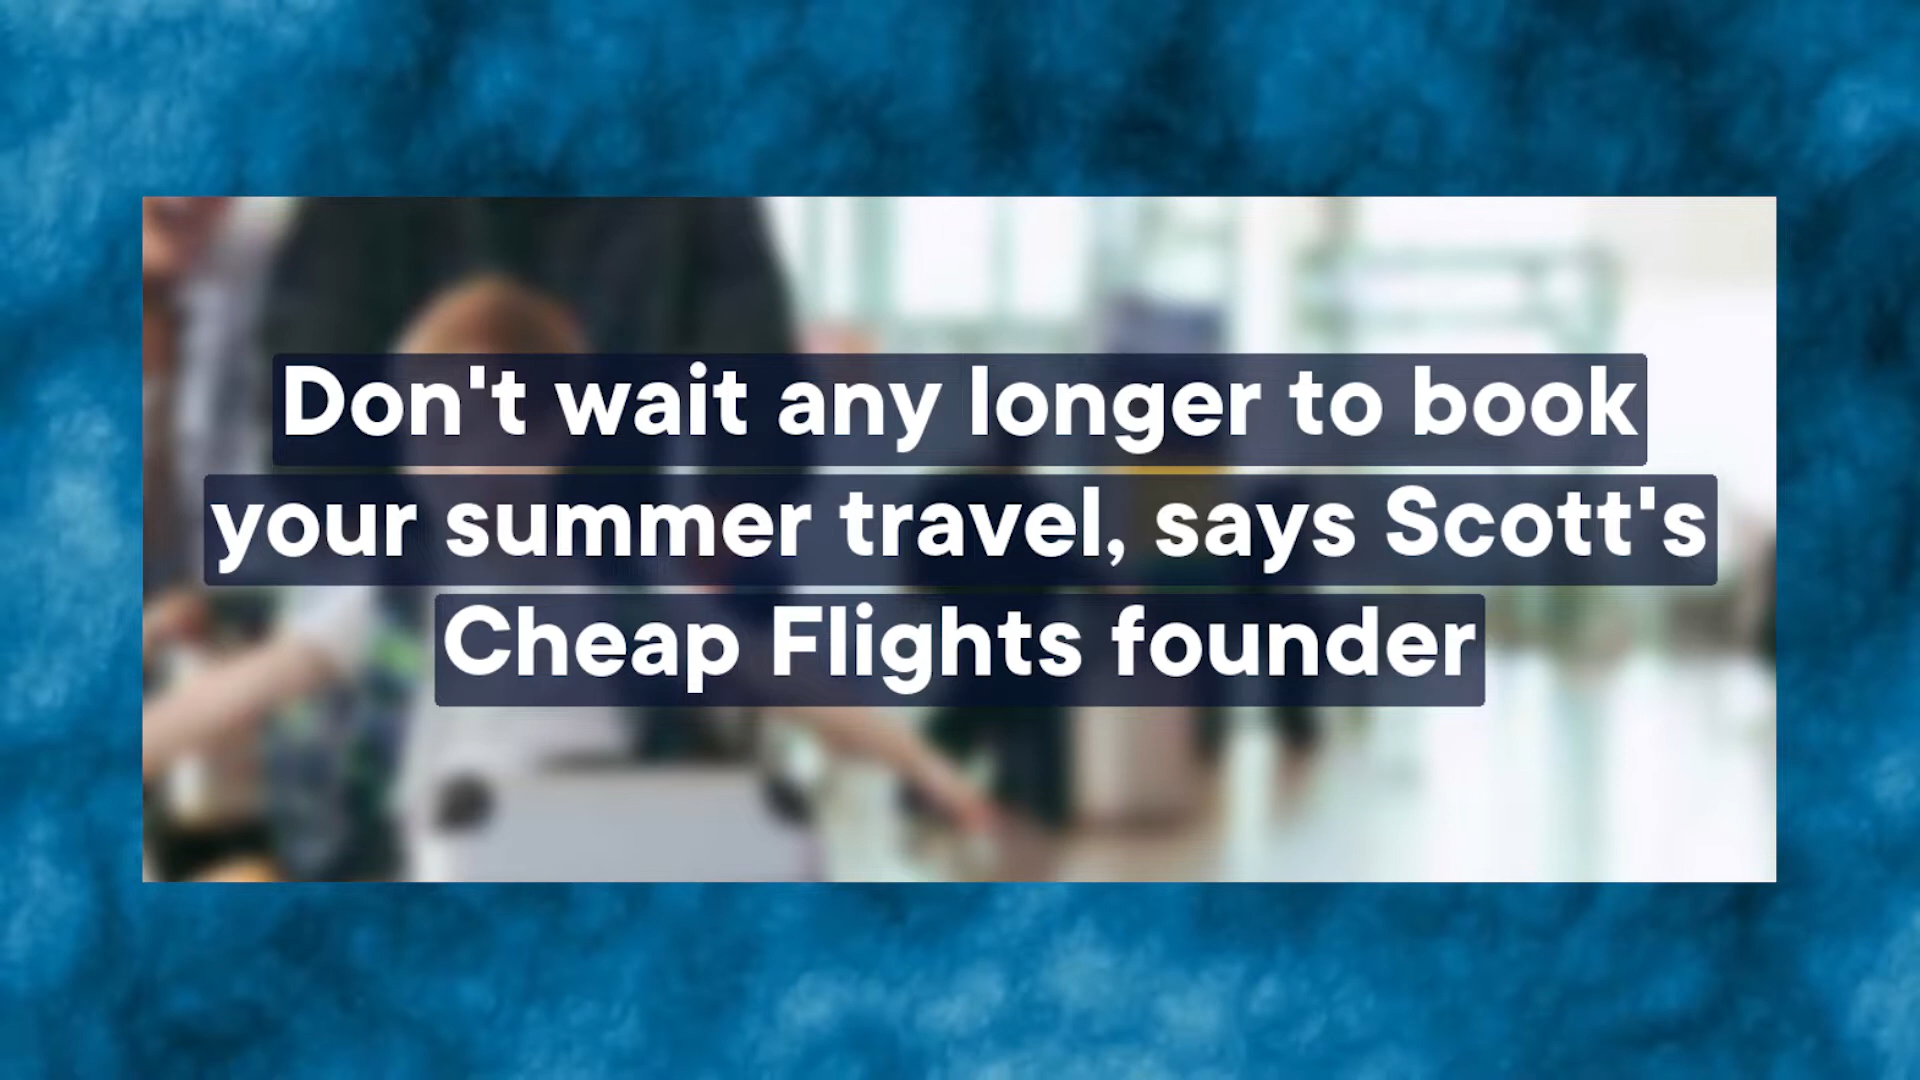 Don't wait any longer to book
your summer travel, says Scott's
Cheap Flights founder